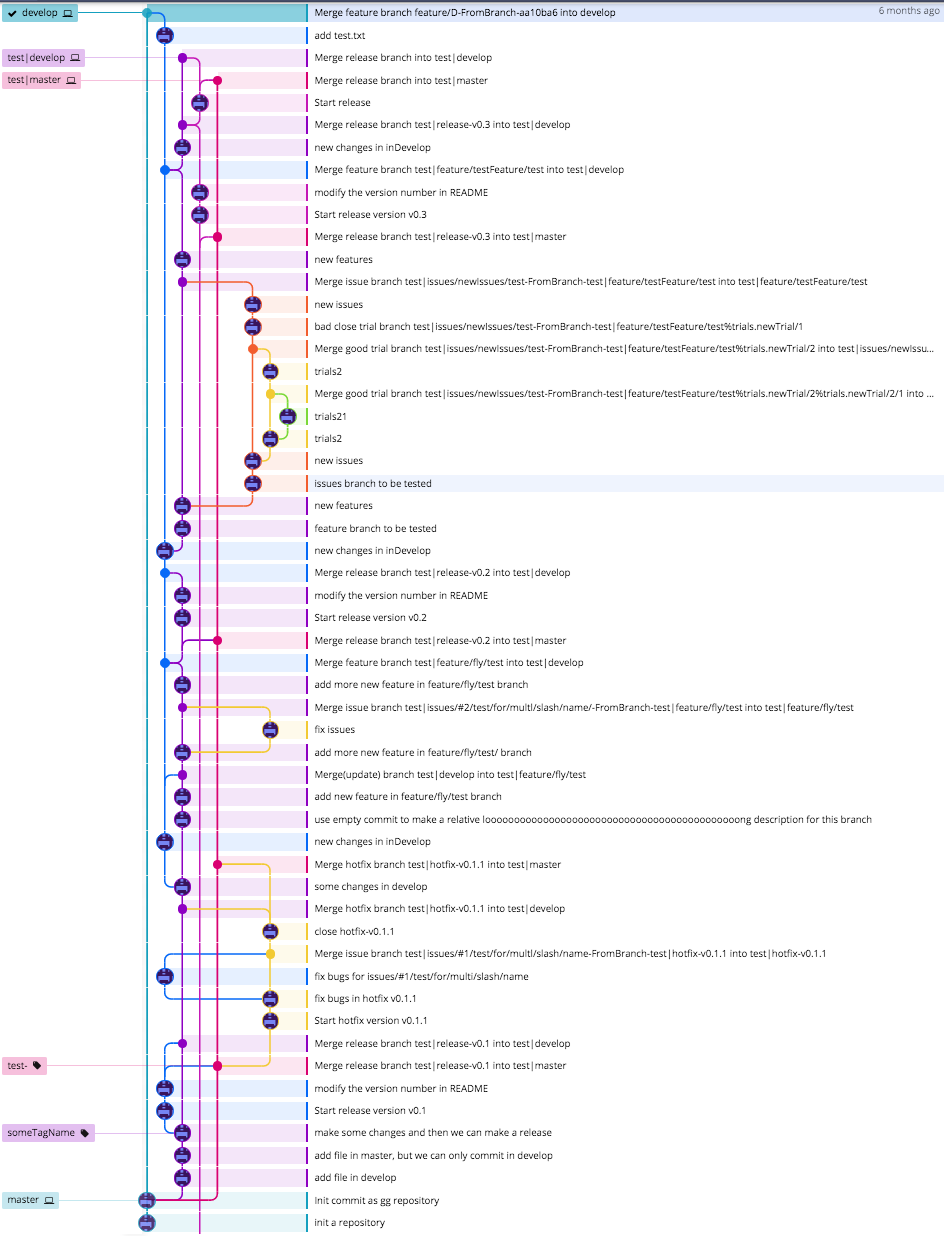 develop Merge feature branch feature/D-FromBranch-aa10ba6 into develop 6 months ago
add test.txt
test|develop Merge release branch into test|develop
test|master Merge release branch into test|master
Start release
Merge release branch test|release-v0.3 into test|develop
new changes in inDevelop
Merge feature branch test|feature/testFeature/test into test|develop
modify the version number in README
Start release version v0.3
Merge release branch test|release-v0.3 into test|master
new features
Merge issue branch test|issues/newIssues/test-FromBranch-test|feature/testFeature/test into test|feature/testFeature/test
new issues
bad close trial branch test|issues/newIssues/test-FromBranch-test|feature/testFeature/test%trials.newTrial/1
Merge good trial branch test|issues/newIssues/test-FromBranch-test|feature/testFeature/test%trials.newTrial/2 into test|issues/newIssu...
trials2
Merge good trial branch test|issues/newIssues/test-FromBranch-test|feature/testFeature/test%trials.newTrial/2%trials.newTrial/2/1 into ...
trials21
trials2
new issues
issues branch to be tested
new features
feature branch to be tested
new changes in inDevelop
Merge release branch test|release-v0.2 into test|develop
modify the version number in README
Start release version v0.2
Merge release branch test|release-v0.2 into test|master
Merge feature branch test|feature/fly/test into test|develop
add more new feature in feature/fly/test branch
Merge issue branch test|issues/#2/test/for/multi/slash/name/-FromBranch-test|feature/fly/test into test|feature/fly/test
fix issues
add more new feature in feature/fly/test/ branch
Merge(update) branch test|develop into test|feature/fly/test
add new feature in feature/fly/test branch
use empty commit to make a relative looooooooooooooooooooooooooooooooooooooooooong description for this branch
new changes in inDevelop
Merge hotfix branch test|hotfix-v0.1.1 into test|master
some changes in develop
Merge hotfix branch test|hotfix-v0.1.1 into test|develop
close hotfix-v0.1.1
Merge issue branch test|issues/#1/test/for/multi/slash/name-FromBranch-test|hotfix-v0.1.1 into test|hotfix-v0.1.1
fix bugs for issues/#1/test/for/multi/slash/name
fix bugs in hotfix v0.1.1
Start hotfix version v0.1.1
Merge release branch test|release-v0.1 into test|develop
test- Merge release branch test|release-v0.1 into test|master
modify the version number in README
Start release version v0.1
someTagName make some changes and then we can make a release
add file in master, but we can only commit in develop
add file in develop
master Init commit as gg repository
init a repository